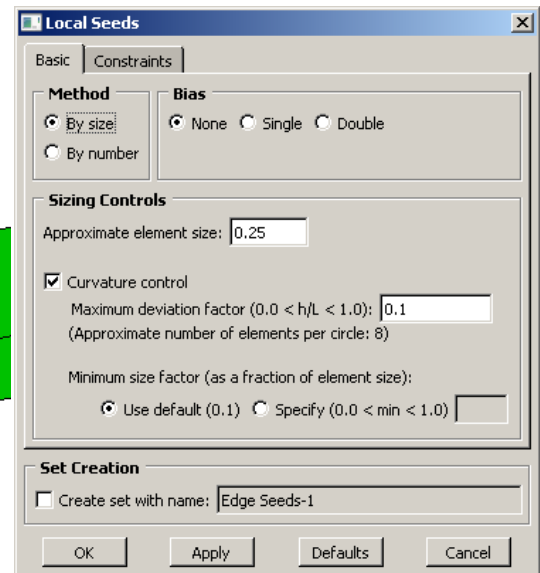 Local Seeds
Basic Constraints
Method Bias
By size None Single Double
By number
Sizing Controls
Approximate element size: 0.25
Curvature control
Maximum deviation factor (0.0 < h/L < 1.0): 0.1
(Approximate number of elements per circle: 8)
Minimum size factor (as a fraction of element size):
Use default (0.1) Specify (0.0 < min < 1.0)
Set Creation
Create set with name: Edge Seeds-1
OK Apply Defaults Cancel